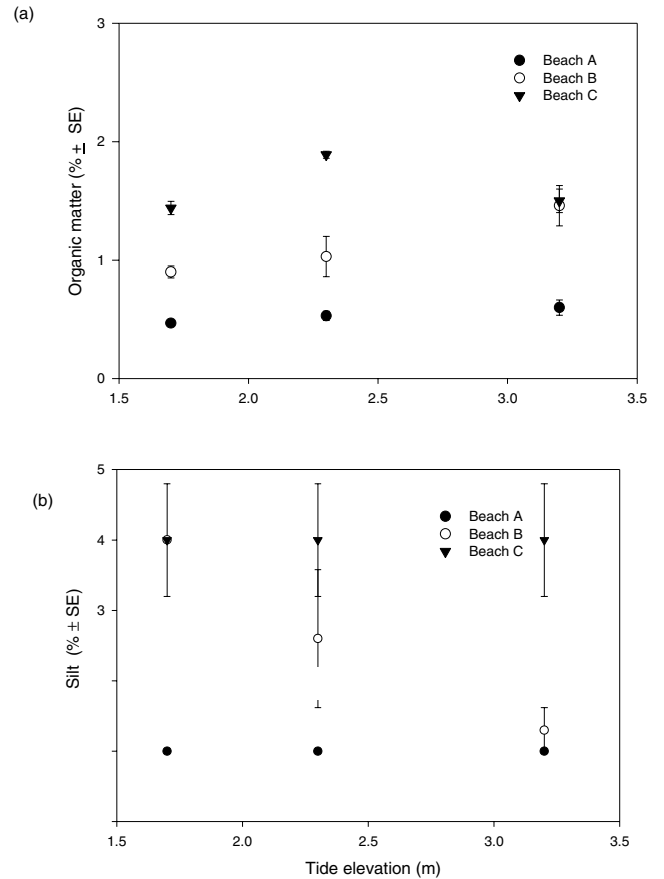 (a)
3
2
1
0
Organic matter (% ± SE)
Beach A
Beach B
Beach C
1.5 2.0 2.5 3.0 3.5
(b)
5
4
3
Silt (% ± SE)
Beach A
Beach B
Beach C
1.5 2.0 2.5 3.0 3.5
Tide elevation (m)